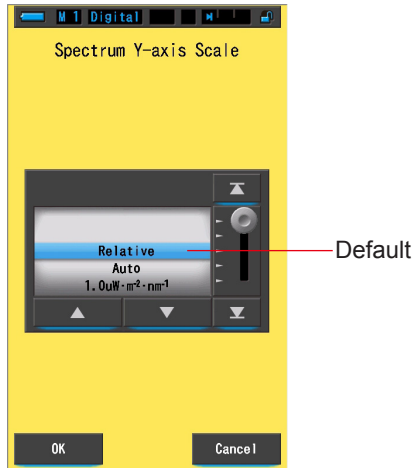 M 1 Digital
Spectrum Y-axis Scale
Relative
Auto
1.0uW·m⁻²·nm⁻¹
Default
OK
Cancel